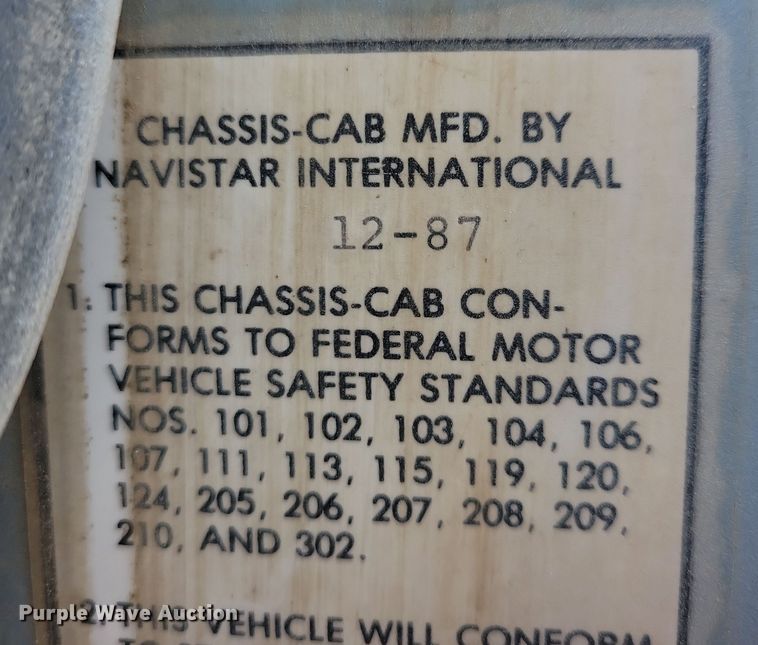 CHASSIS-CAB MFD. BY
NAVISTAR INTERNATIONAL
12-87
1. THIS CHASSIS-CAB CON-
FORMS TO FEDERAL MOTOR
VEHICLE SAFETY STANDARDS
NOS. 101, 102, 103, 104, 106,
107, 111, 113, 115, 119, 120,
124, 205, 206, 207, 208, 209,
210, AND 302.
2. THIS VEHICLE WILL CONFORM
Purple Wave Auction